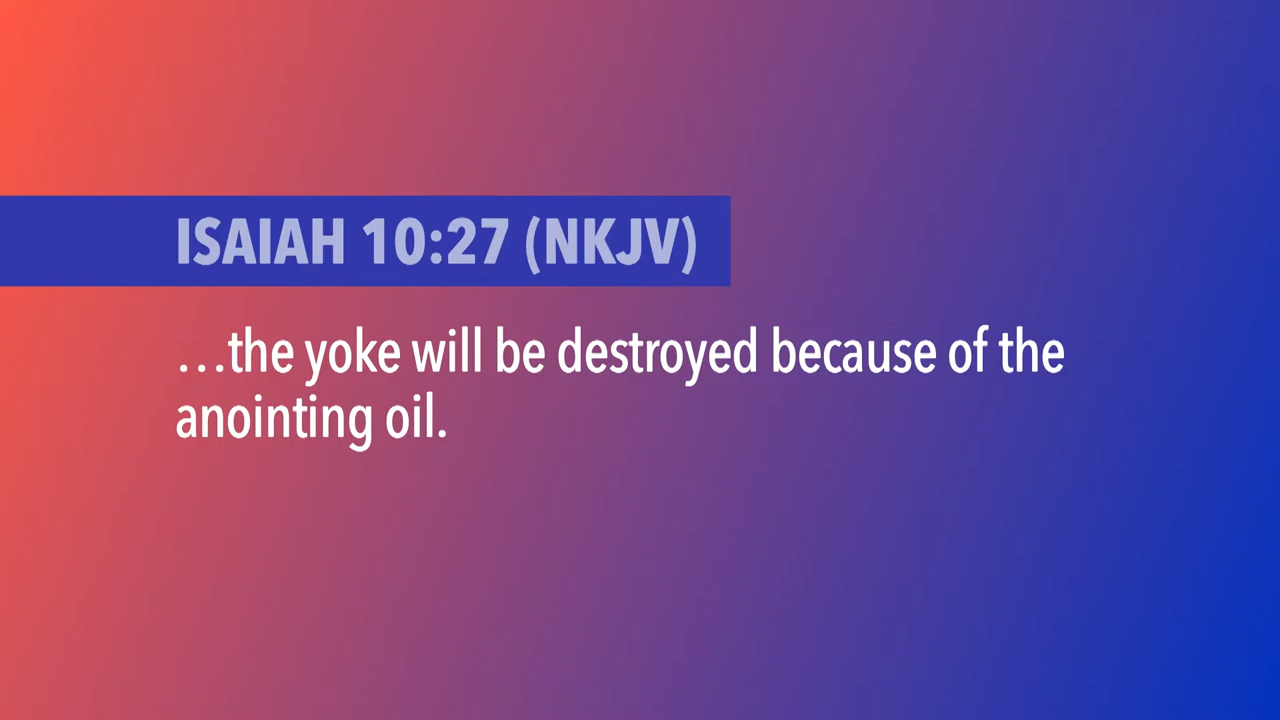 ISAIAH 10:27 (NKJV)
…the yoke will be destroyed because of the
anointing oil.